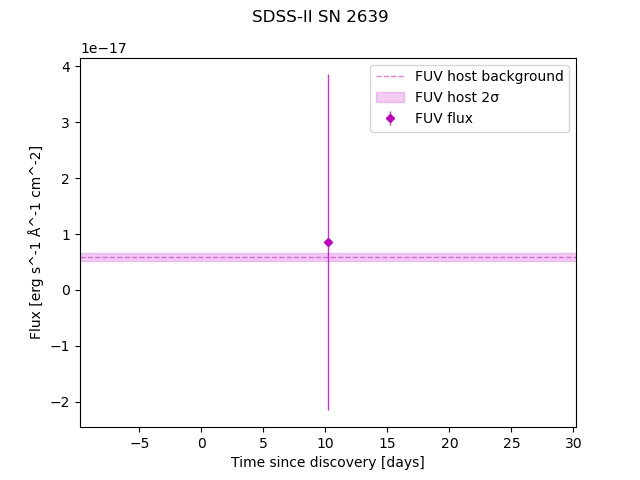 SDSS-II SN 2639
1e−17
FUV host background
FUV host 2σ
FUV flux
4
3
2
1
0
−1
−2
Flux [erg s^-1 Å^-1 cm^-2]
−5 0 5 10 15 20 25 30
Time since discovery [days]